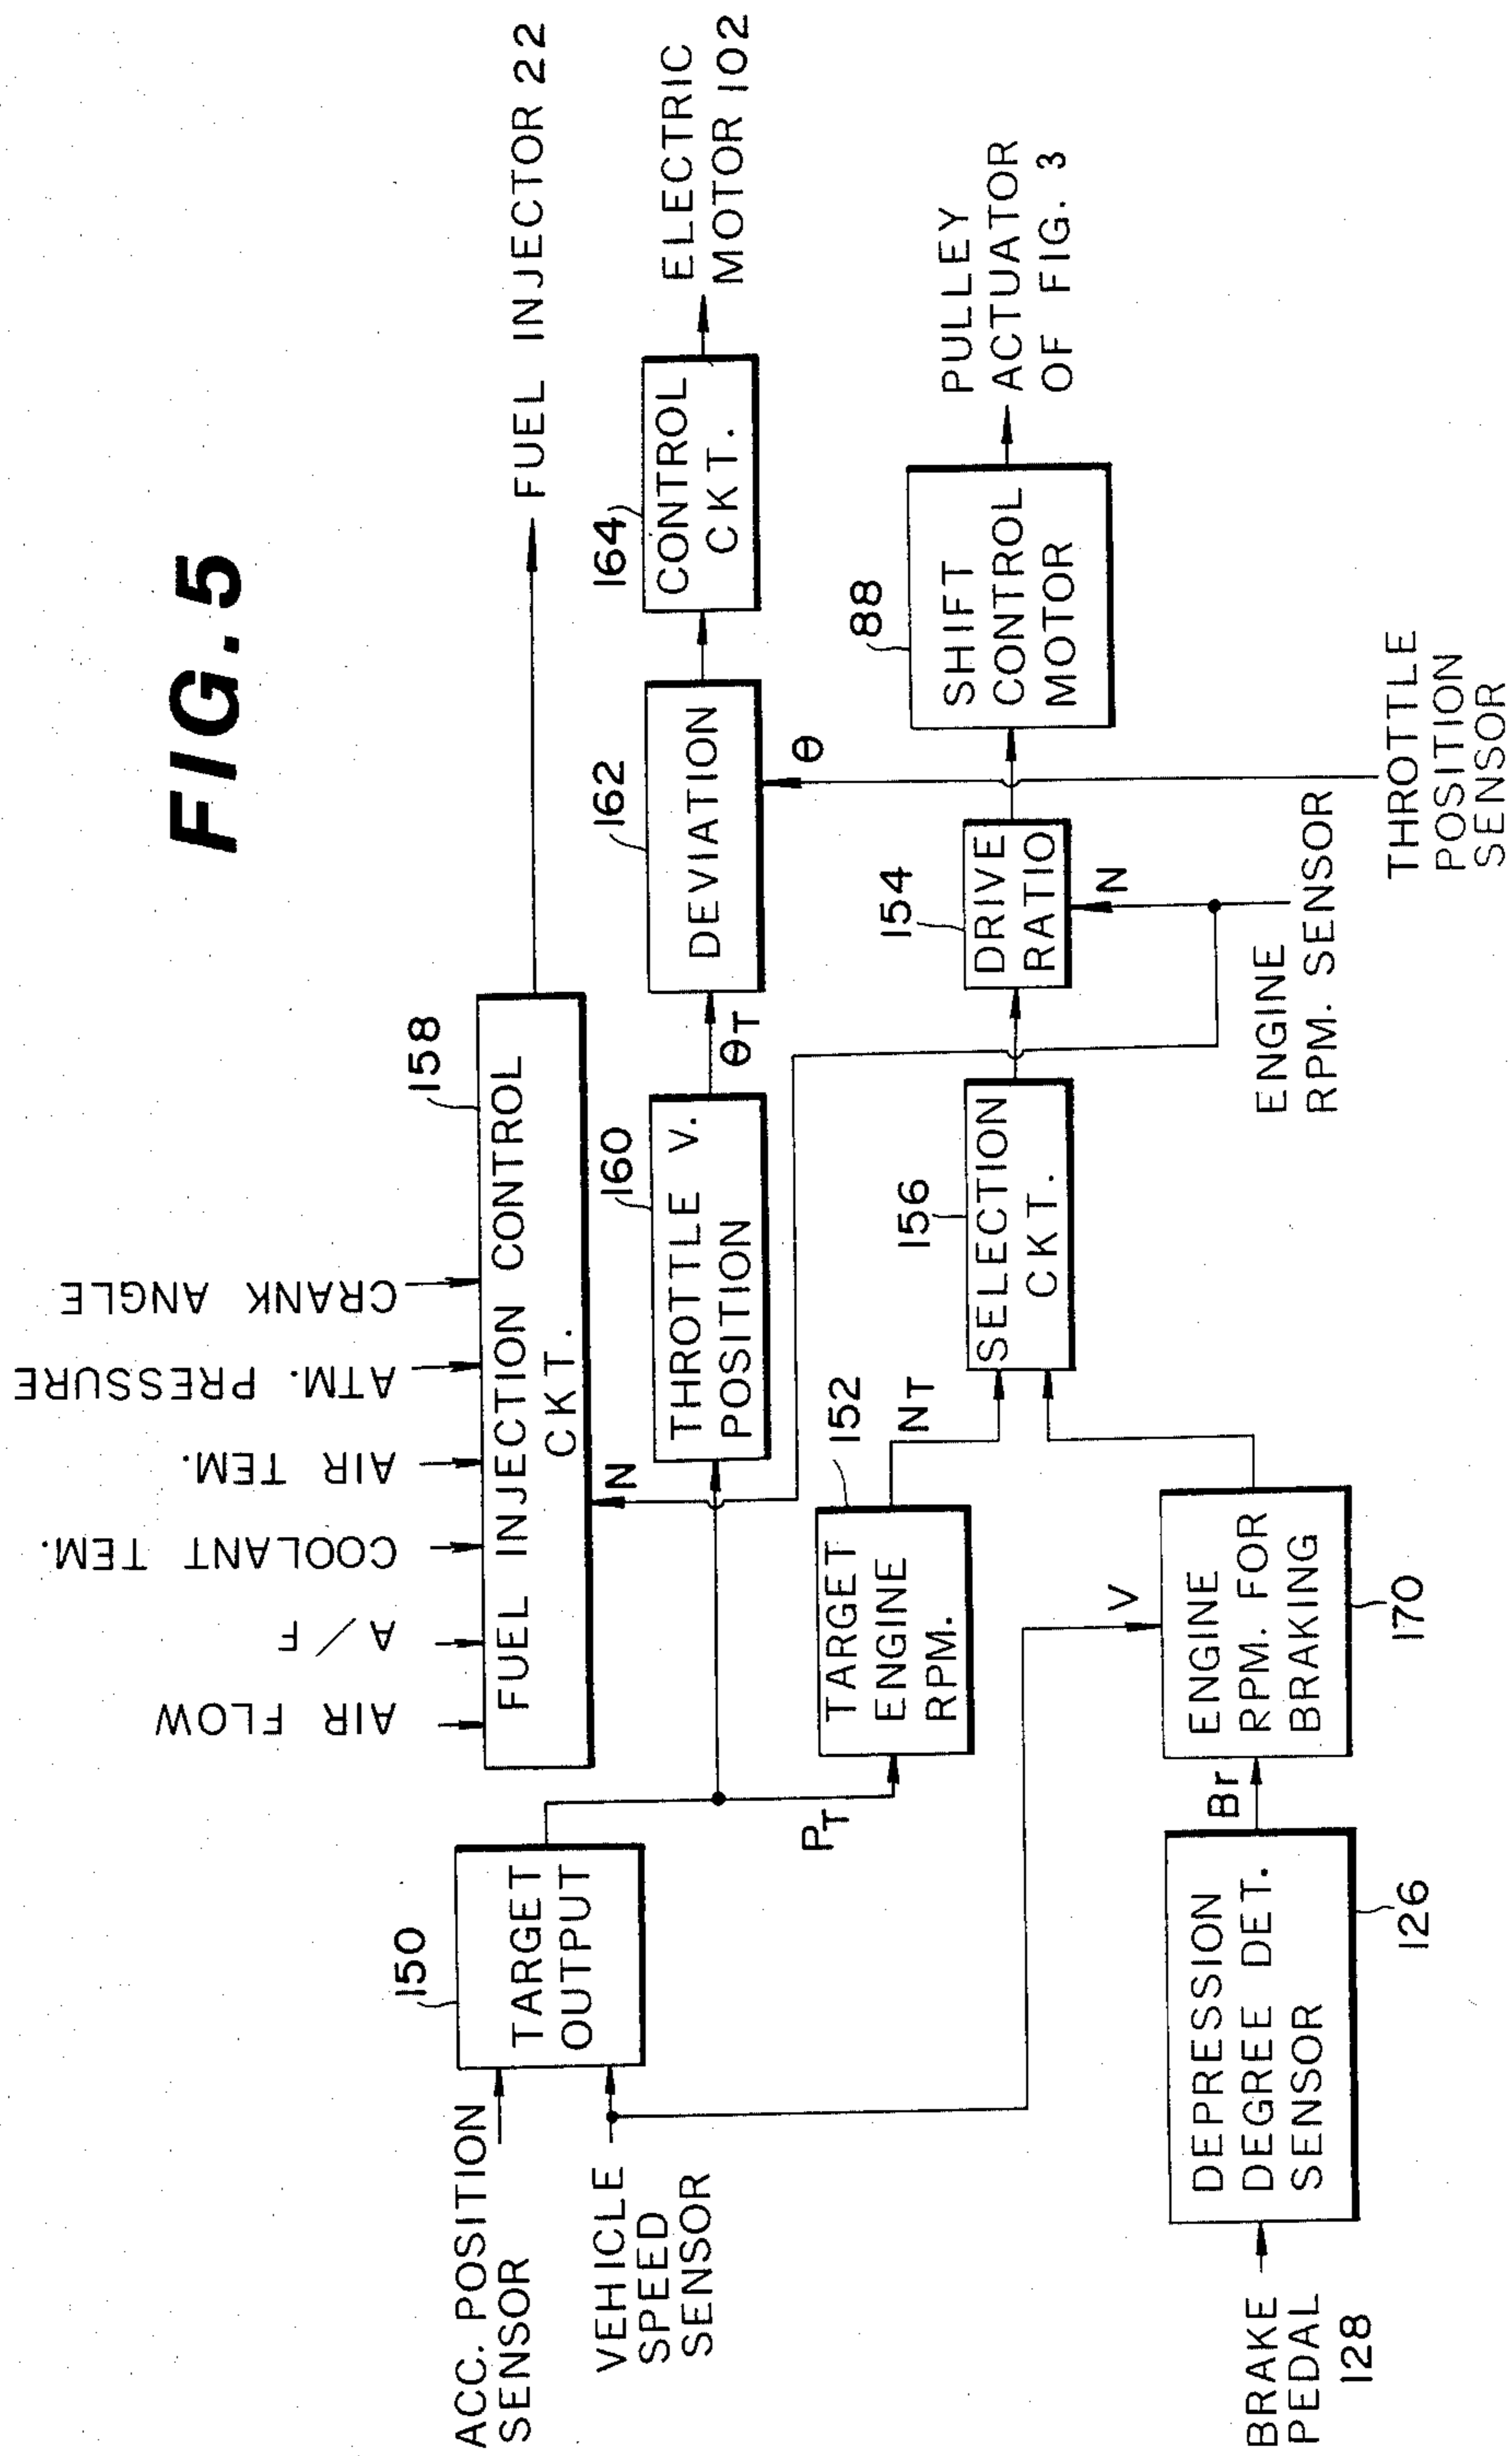 FIG. 5
CRANK ANGLE
ATM. PRESSURE
AIR TEM.
COOLANT TEM.
A/F
AIR FLOW
158
FUEL INJECTION CONTROL
CKT.
N
FUEL INJECTOR 22
ACC. POSITION
SENSOR
VEHICLE
SPEED
SENSOR
150
TARGET
OUTPUT
PT
160
THROTTLE V.
POSITION
θT
162
DEVIATION
θ
164
CONTROL
CKT.
ELECTRIC
MOTOR 102
152
TARGET
ENGINE
RPM.
NT
156
SELECTION
CKT.
154
DRIVE
RATIO
N
88
SHIFT
CONTROL
MOTOR
PULLEY
ACTUATOR
OF FIG. 3
BRAKE
PEDAL
128
DEPRESSION
DEGREE DET.
SENSOR
126
Br
V
ENGINE
RPM. FOR
BRAKING
170
ENGINE
RPM. SENSOR
THROTTLE
POSITION
SENSOR